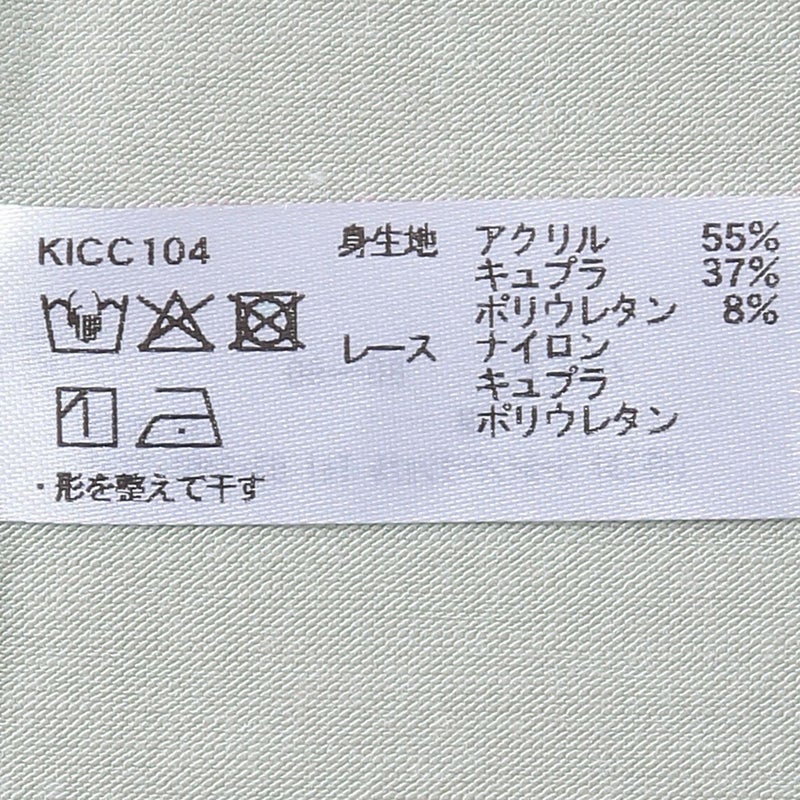 KICC104
身生地 アクリル 55%
キュプラ 37%
ポリウレタン 8%
レース ナイロン
キュプラ
ポリウレタン
・形を整えて干す